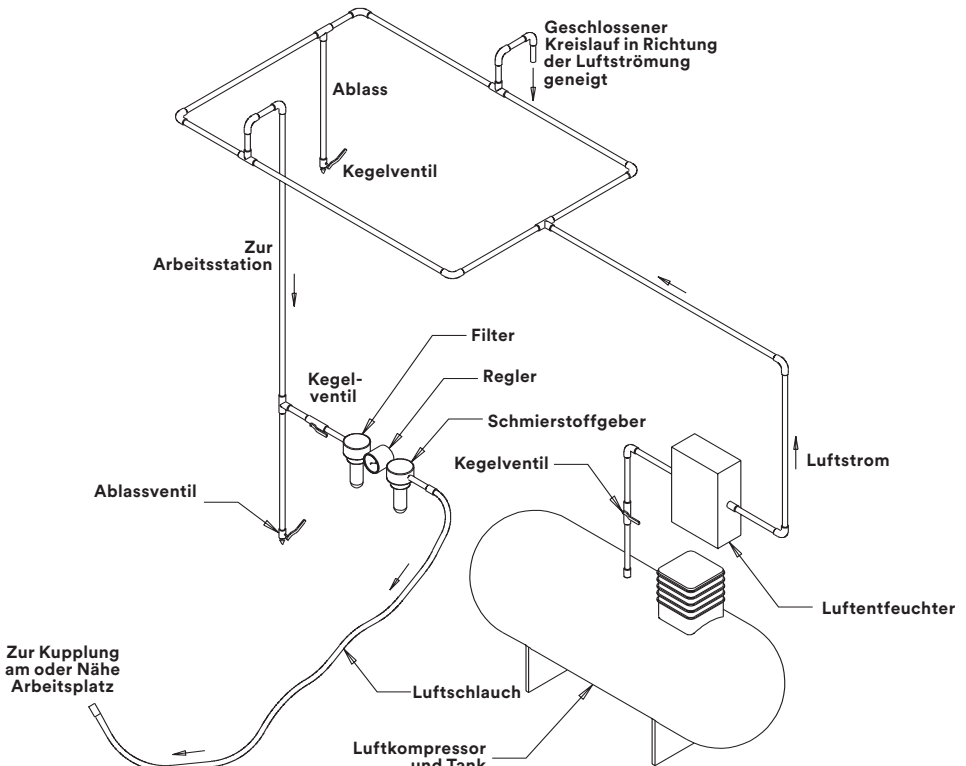 Geschlossener
Kreislauf in Richtung
der Luftströmung
geneigt
Ablass
Kegelventil
Zur
Arbeitsstation
Filter
Kegel-
ventil
Regler
Schmierstoffgeber
Kegelventil
Luftstrom
Ablassventil
Luftentfeuchter
Zur Kupplung
am oder Nähe
Arbeitsplatz
Luftschlauch
Luftkompressor
und Tank